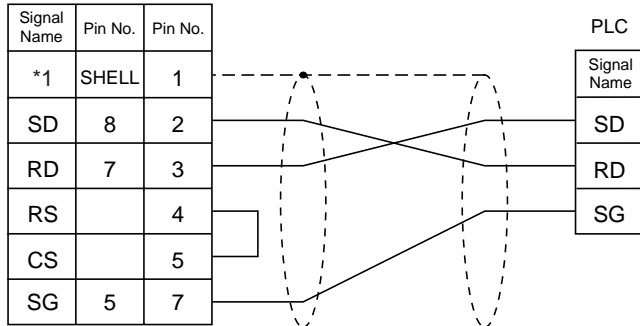 Signal Name Pin No. Pin No.
*1 SHELL 1
SD 8 2
RD 7 3
RS 4
CS 5
SG 5 7
PLC
Signal Name
SD
RD
SG